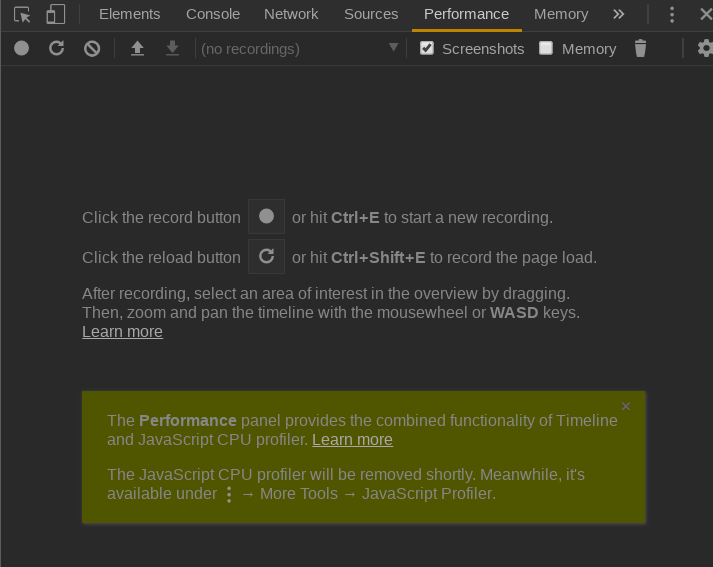 Elements Console Network Sources Performance Memory
(no recordings) Screenshots Memory
Click the record button or hit Ctrl+E to start a new recording.
Click the reload button or hit Ctrl+Shift+E to record the page load.
After recording, select an area of interest in the overview by dragging.
Then, zoom and pan the timeline with the mousewheel or WASD keys.
Learn more
The Performance panel provides the combined functionality of Timeline
and JavaScript CPU profiler. Learn more
The JavaScript CPU profiler will be removed shortly. Meanwhile, it's
available under ⋮ → More Tools → JavaScript Profiler.